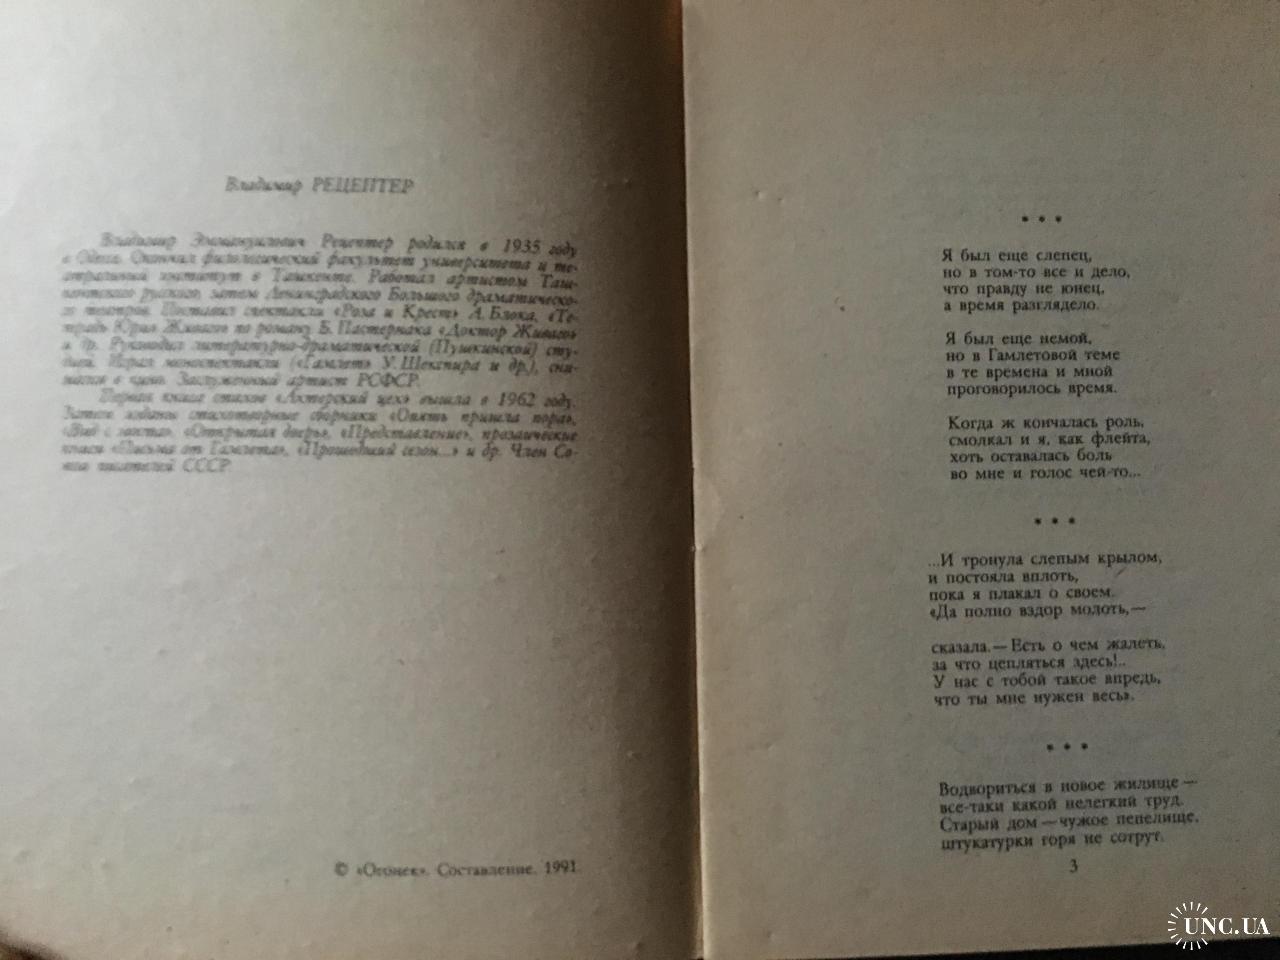 Владимир РЕЦЕПТЕР
Владимир Эммануилович Рецептер родился в 1935 году
в Одессе. Окончил филологический факультет университета и те-
атральный институт в Ташкенте. Работал артистом Таш-
кентского русского, затем Ленинградского Большого драматическо-
го театров. Поставил спектакли «Роза и Крест» А. Блока, «Те-
традь Юрия Живаго» по роману Б. Пастернака «Доктор Живаго»
и др. Руководил литературно-драматической (Пушкинской) сту-
дией. Играл моноспектакли («Гамлет» У. Шекспира и др.), сни-
мался в кино. Заслуженный артист РСФСР.
Первая книга стихов «Актерский цех» вышла в 1962 году.
Затем изданы стихотворные сборники «Опять пришла пора»,
«Вид с », «Открытая дверь», «Представление», прозаические
книги «Письма от Гамлета», «Прошедший сезон...» и др. Член Со-
юза писателей СССР.
© «Огонек». Составление. 1991.
* * *
Я был еще слепец,
но в том-то все и дело,
что правду не юнец,
а время разглядело.
Я был еще немой,
но в Гамлетовой теме
в те времена и мной
проговорилось время.
Когда ж кончалась роль,
смолкал и я, как флейта,
хоть оставалась боль
во мне и голос чей-то...
* * *
...И тронула слепым крылом,
и постояла вплоть,
пока я плакал о своем.
«Да полно вздор молоть,—
сказала.— Есть о чем жалеть,
за что цепляться здесь!..
У нас с тобой такое впредь,
что ты мне нужен весь».
* * *
Водвориться в новое жилище —
все-таки какой нелегкий труд.
Старый дом — чужое пепелище,
штукатурки горя не сотрут.
3
UNC.UA